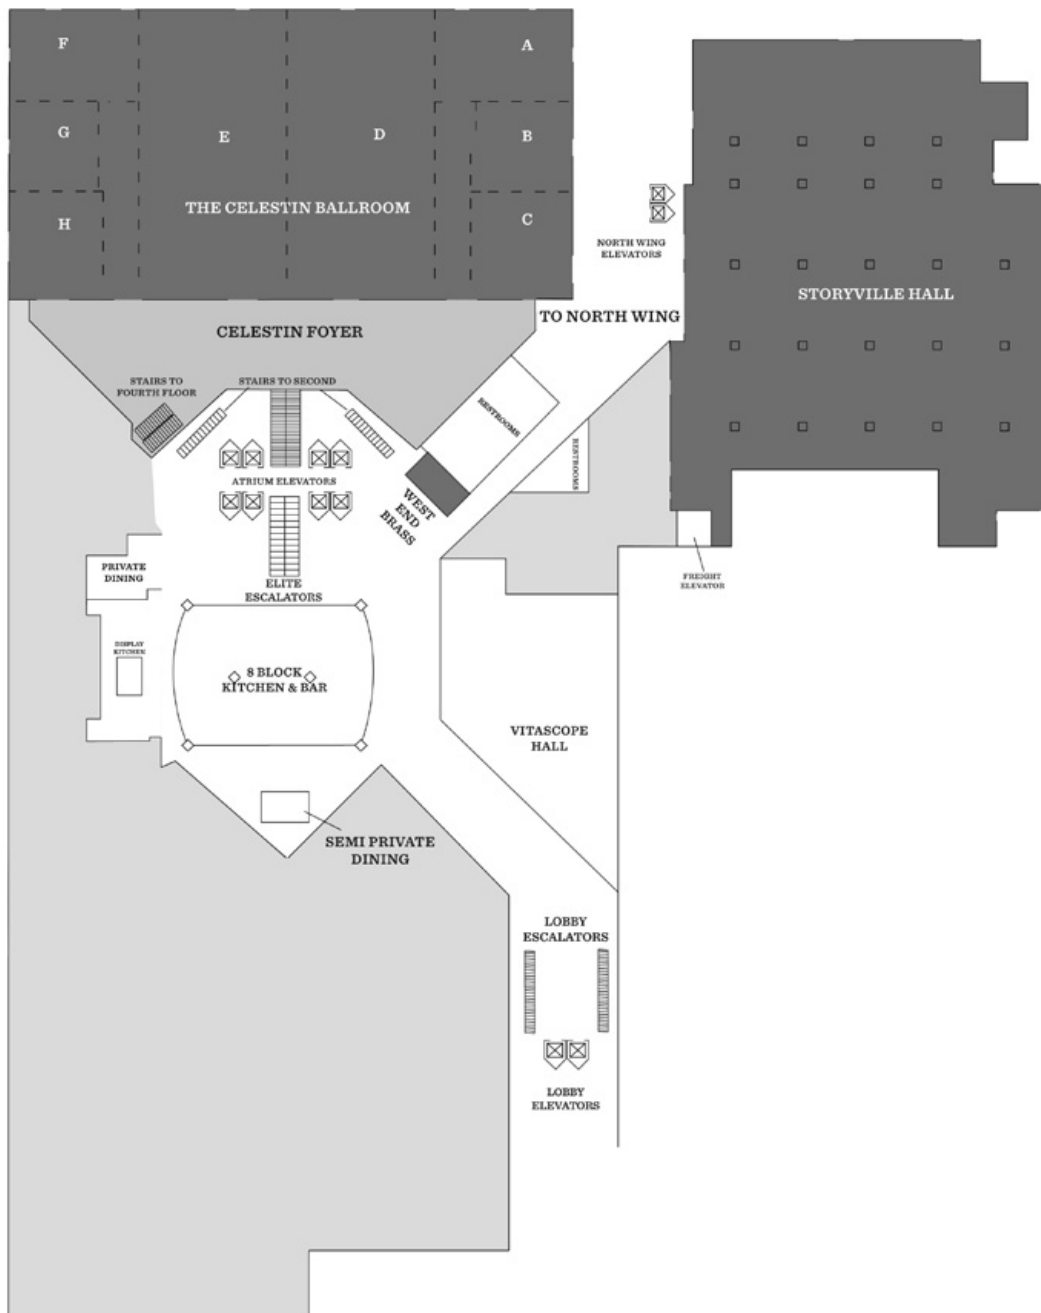 F
A
G
E
D
B
THE CELESTIN BALLROOM
H
C
NORTH WING
ELEVATORS
STORYVILLE HALL
TO NORTH WING
CELESTIN FOYER
STAIRS TO
FOURTH FLOOR
STAIRS TO SECOND
RESTROOMS
RESTROOMS
ATRIUM ELEVATORS
WEST
END
BRASS
PRIVATE
DINING
ELITE
ESCALATORS
FREIGHT
ELEVATOR
DISPLAY
KITCHEN
8 BLOCK
KITCHEN & BAR
VITASCOPE
HALL
SEMI PRIVATE
DINING
LOBBY
ESCALATORS
LOBBY
ELEVATORS